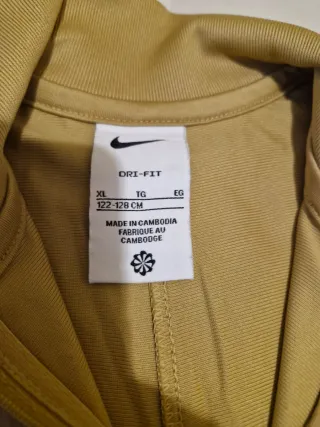 DRI-FIT
XL TG EG
122-128 CM
MADE IN CAMBODIA
FABRIQUE AU
CAMBODGE